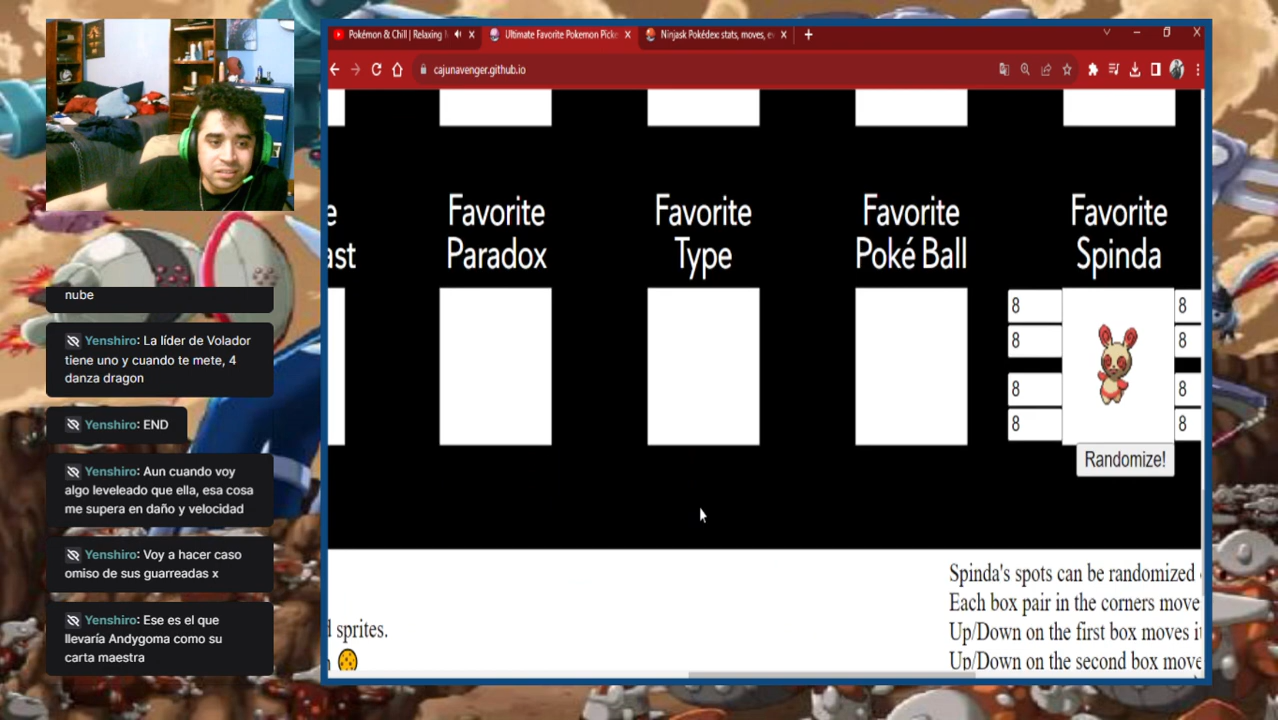 Pokémon & Chill | Relaxing
Ultimate Favorite Pokemon Picke
Ninjask Pokédex: stats, moves, ev
cajunavenger.github.io
e
ast
Favorite
Paradox
Favorite
Type
Favorite
Poké Ball
Favorite
Spinda
8
8
8
8
8
8
8
8
Randomize!
Spinda's spots can be randomized
Each box pair in the corners move
Up/Down on the first box moves it
Up/Down on the second box move
d sprites.
nube
Yenshiro: La líder de Volador
tiene uno y cuando te mete, 4
danza dragon
Yenshiro: END
Yenshiro: Aun cuando voy
algo leveleado que ella, esa cosa
me supera en daño y velocidad
Yenshiro: Voy a hacer caso
omiso de sus guarreadas x
Yenshiro: Ese es el que
llevaría Andygoma como su
carta maestra